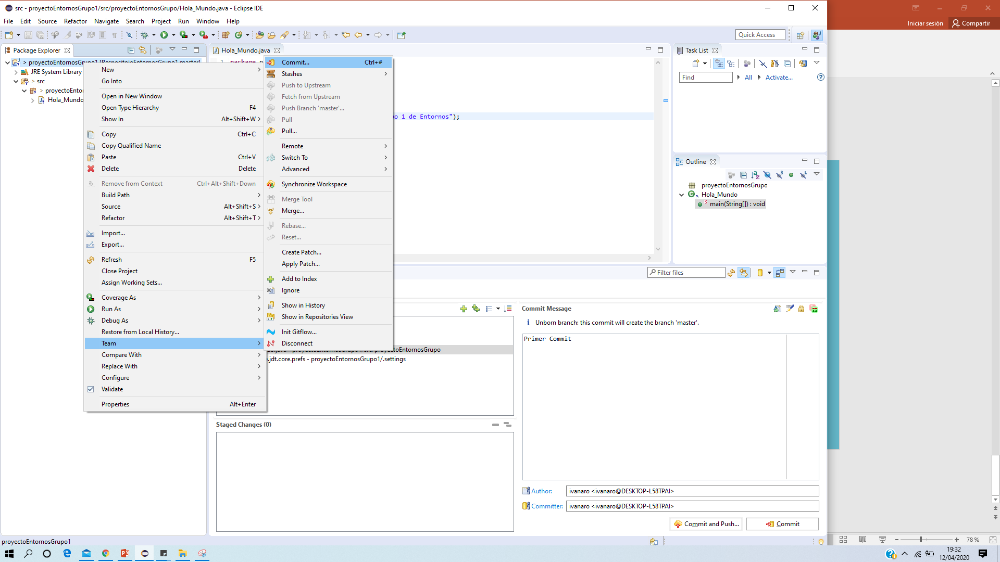 src - proyectoEntornosGrupo1/src/proyectoEntornosGrupo/Hola_Mundo.java - Eclipse IDE
File Edit Source Refactor Navigate Search Project Run Window Help
Quick Access
Iniciar sesión Compartir
Package Explorer
> proyectoEntornosGrupo1 [RespositoioEntornosGrupo1 master]
JRE System Library
> src
> proyectoEntor
Hola_Mundo
New
Go Into
Open in New Window
Open Type Hierarchy F4
Show In Alt+Shift+W
Copy Ctrl+C
Copy Qualified Name
Paste Ctrl+V
Delete Delete
Remove from Context Ctrl+Alt+Shift+Down
Build Path
Source Alt+Shift+S
Refactor Alt+Shift+T
Import...
Export...
Refresh F5
Close Project
Assign Working Sets...
Coverage As
Run As
Debug As
Restore from Local History...
Team
Compare With
Replace With
Configure
Validate
Properties Alt+Enter
Hola_Mundo.java
1 package
Commit... Ctrl+#
Stashes
Push to Upstream
Fetch from Upstream
Push Branch 'master'...
Pull
Pull...
Remote
Switch To
Advanced
Synchronize Workspace
Merge Tool
Merge...
Rebase...
Reset...
Create Patch...
Apply Patch...
Add to Index
Ignore
Show in History
Show in Repositories View
Init Gitflow...
Disconnect
1 de Entornos");
Task List
Find All Activate...
Outline
proyectoEntornosGrupo
Hola_Mundo
main(String[]) : void
Filter files
.java - proyectoEntornosGrupo1/src/proyectoEntornosGrupo
.jdt.core.prefs - proyectoEntornosGrupo1/.settings
Staged Changes (0)
Commit Message
Unborn branch: this commit will create the branch 'master'.
Primer Commit
Author: ivanaro <ivanaro@DESKTOP-L58TPAI>
Committer: ivanaro <ivanaro@DESKTOP-L58TPAI>
Commit and Push... Commit
proyectoEntornosGrupo1
78 %
19:32
12/04/2020